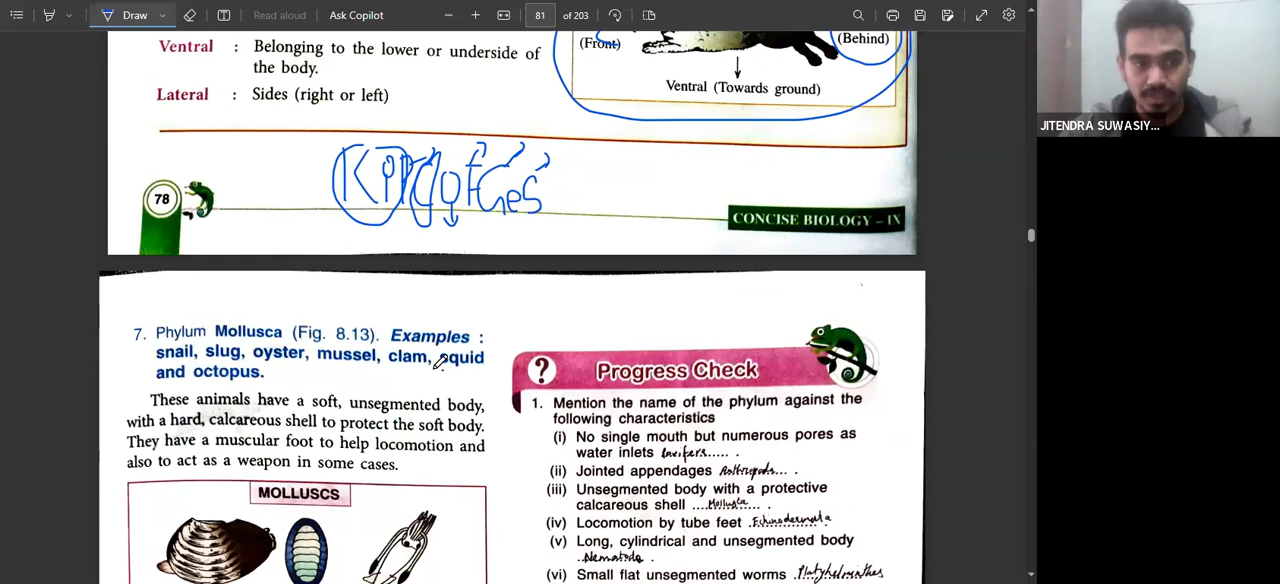 Draw
Read aloud
Ask Copilot
81 of 203
JITENDRA SUWASIY...
(Front)
(Behind)
Ventral : Belonging to the lower or underside of
the body.
Ventral (Towards ground)
Lateral : Sides (right or left)
78
CONCISE BIOLOGY – IX
7. Phylum Mollusca (Fig. 8.13). Examples :
snail, slug, oyster, mussel, clam, squid
and octopus.
These animals have a soft, unsegmented body,
with a hard, calcareous shell to protect the soft body.
They have a muscular foot to help locomotion and
also to act as a weapon in some cases.
MOLLUSCS
? Progress Check
1. Mention the name of the phylum against the
following characteristics
(i) No single mouth but numerous pores as
water inlets .....
(ii) Jointed appendages ... .
(iii) Unsegmented body with a protective
calcareous shell ....Mollusca.... .
(iv) Locomotion by tube feet .Echinodermata
(v) Long, cylindrical and unsegmented body
..Nematoda. .
(vi) Small flat unsegmented worms .Platyhelminthes